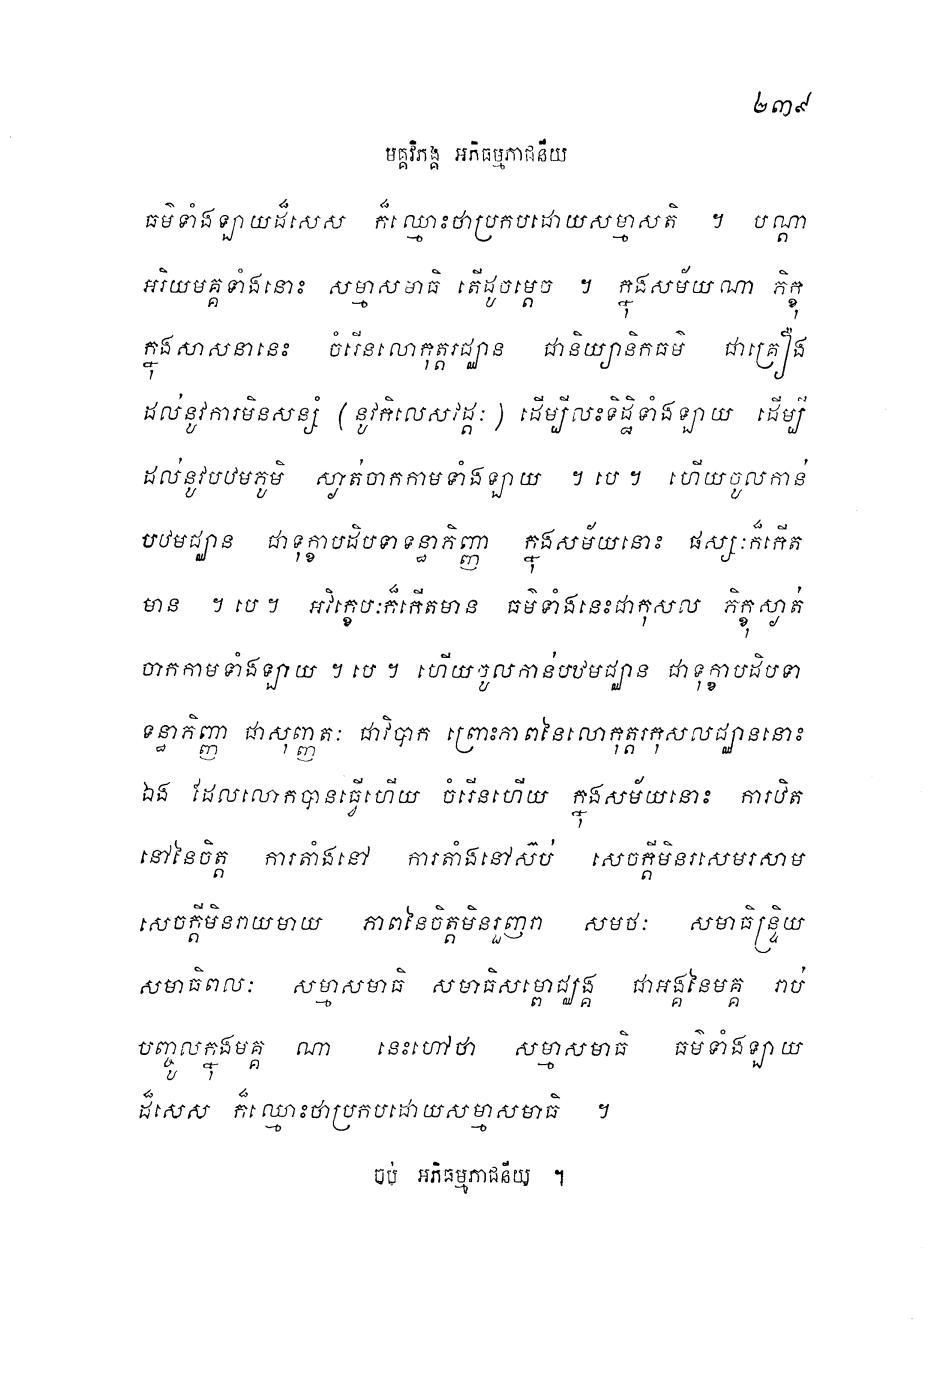 ២៣៩
មគ្គវិភង្គ អភិធម្មភាជនីយ
ធម៌ទាំងឡាយដ៏សេស ក៏ឈ្មោះថាប្រកបដោយសម្មាសតិ ។ បណ្តា
អរិយមគ្គទាំងនោះ សម្មាសមាធិ តើដូចម្តេច ។ ក្នុងសម័យណា ភិក្ខុ
ក្នុងសាសនានេះ ចំរើនលោកុត្តរជ្ឈាន ជានិយ្យានិកធម៌ ជាគ្រឿង
ដល់នូវការមិនសន្សំ (នូវកិលេសវដ្តៈ) ដើម្បីលះទិដ្ឋិទាំងឡាយ ដើម្បី
ដល់នូវបឋមភូមិ ស្ងាត់ចាកកាមទាំងឡាយ ។ បេ ។ ហើយចូលកាន់
បឋមជ្ឈាន ជាទុក្ខាបដិបទាទន្ធាភិញ្ញា ក្នុងសម័យនោះ ផស្សៈក៏កើត
មាន ។ បេ ។ អវិក្ខេបៈក៏កើតមាន ធម៌ទាំងនេះជាកុសល ភិក្ខុស្ងាត់
ចាកកាមទាំងឡាយ ។ បេ ។ ហើយចូលកាន់បឋមជ្ឈាន ជាទុក្ខាបដិបទា
ទន្ធាភិញ្ញា ជាសុញ្ញតៈ ជាវិបាក ព្រោះភាពនៃលោកុត្តរកុសលជ្ឈាននោះ
ឯង ដែលលោកបានធ្វើហើយ ចំរើនហើយ ក្នុងសម័យនោះ ការឋិត
នៅនៃចិត្ត ការតាំងនៅ ការតាំងនៅស៊ប់ សេចក្តីមិនរសេមរសាម
សេចក្តីមិនរាយមាយ ភាពនៃចិត្តមិនរួញរា សមថៈ សមាធិន្ទ្រិយ
សមាធិពលៈ សម្មាសមាធិ សមាធិសម្ពោជ្ឈង្គ ជាអង្គនៃមគ្គ រាប់
បញ្ចូលក្នុងមគ្គ ណា នេះហៅថា សម្មាសមាធិ ធម៌ទាំងឡាយ
ដ៏សេស ក៏ឈ្មោះថាប្រកបដោយសម្មាសមាធិ ។
ចប់ អភិធម្មភាជនីយ ។